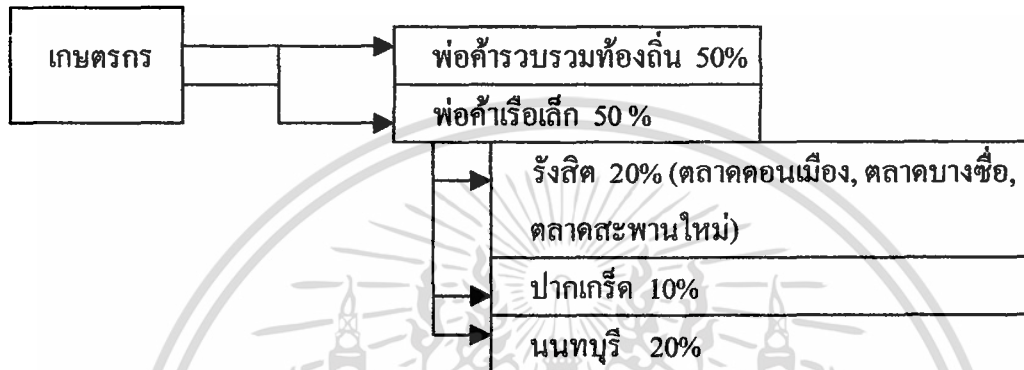 เกษตรกร
พ่อค้ารวบรวมท้องถิ่น 50%
พ่อค้าเรือเล็ก 50 %
รังสิต 20% (ตลาดดอนเมือง, ตลาดบางซื่อ,
ตลาดสะพานใหม่)
ปากเกร็ด 10%
นนทบุรี 20%